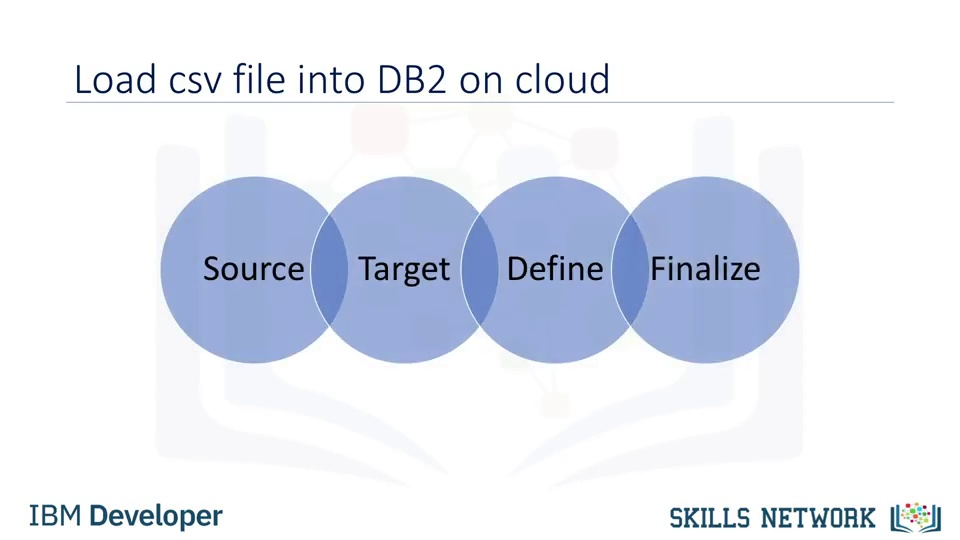 Load csv file into DB2 on cloud
Source Target Define Finalize
IBM Developer
SKILLS NETWORK